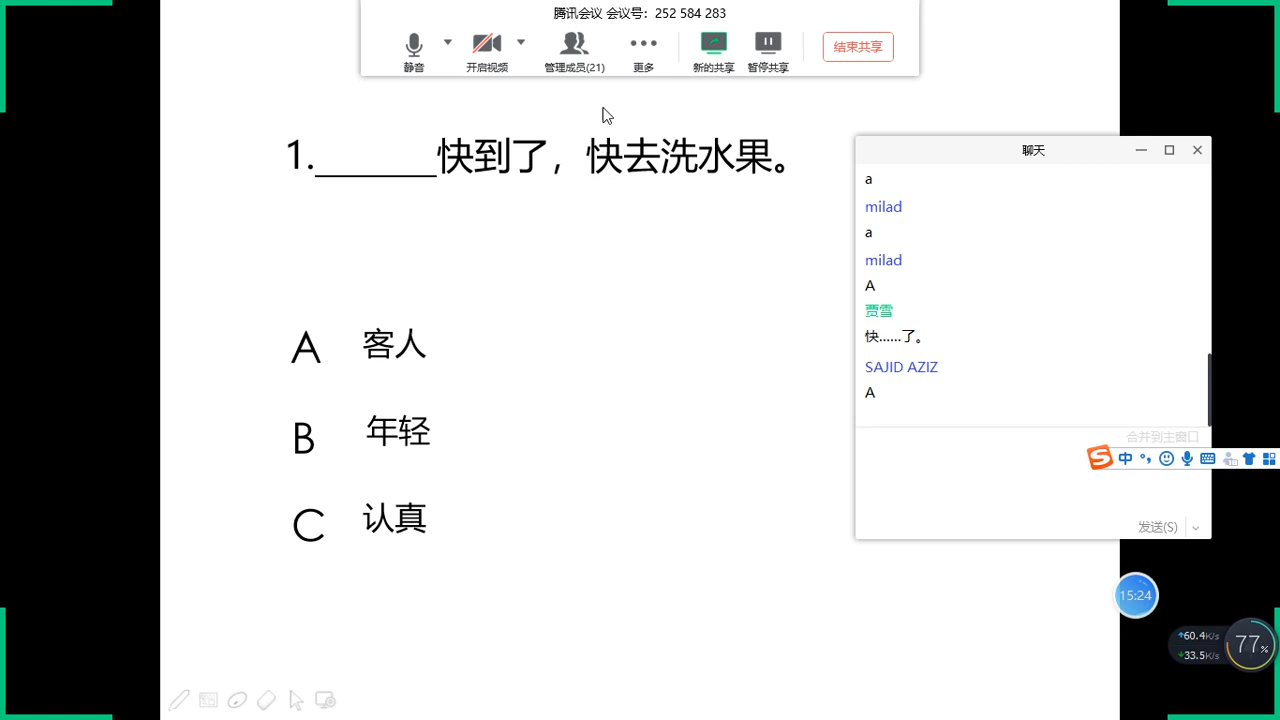 腾讯会议 会议号：252 584 283
静音
开启视频
管理成员(21)
更多
新的共享
暂停共享
结束共享
1.______快到了，快去洗水果。
A 客人
B 年轻
C 认真
聊天
a
milad
a
milad
A
贾雪
快......了。
SAJID AZIZ
A
合并到主窗口
中
发送(S)
15:24
60.4K/s
33.5K/s
77%